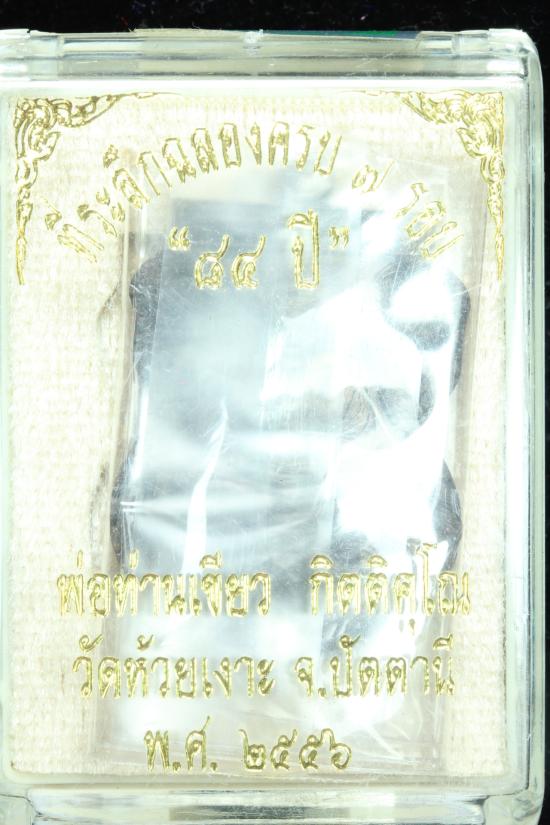 ที่ระลึกฉลองครบ ๗ รอบ
“๘๔ ปี”
พ่อท่านเขียว กิตติคุโณ
วัดห้วยเงาะ จ.ปัตตานี
พ.ศ. ๒๕๕๖